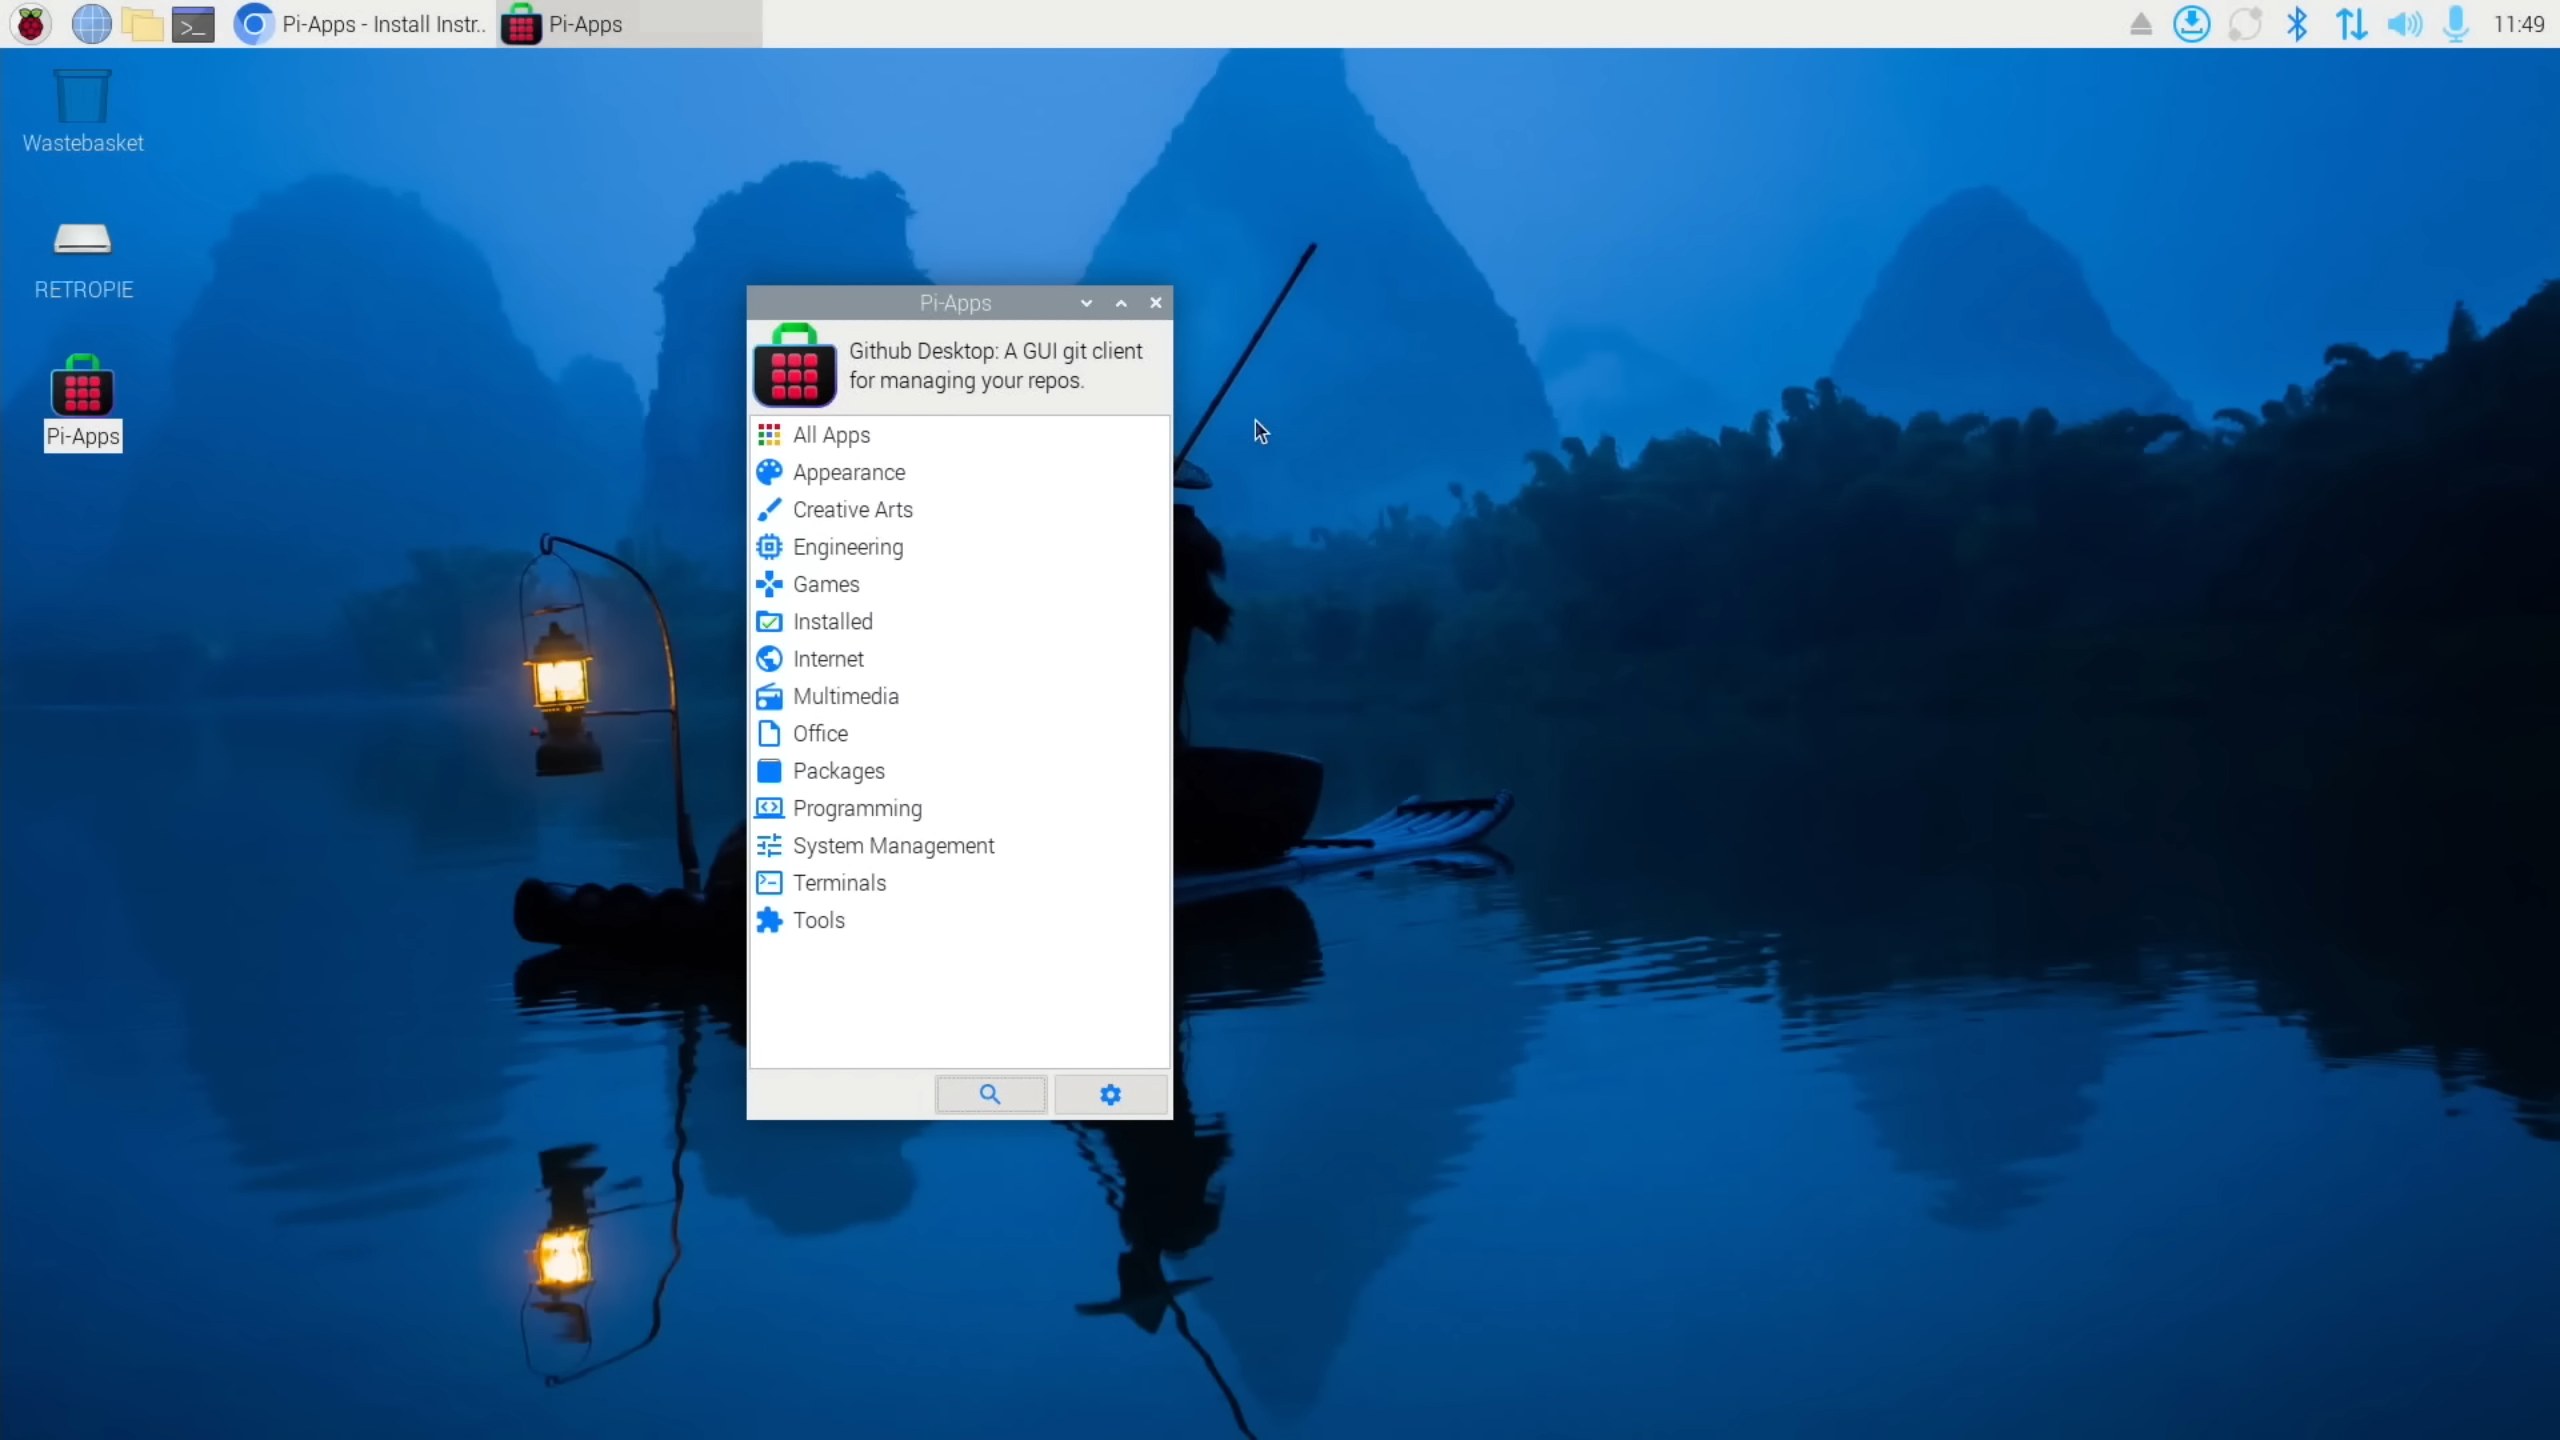 Pi-Apps - Install Instr..
Pi-Apps
11:49
Wastebasket
RETROPIE
Pi-Apps
Pi-Apps
Github Desktop: A GUI git client
for managing your repos.
All Apps
Appearance
Creative Arts
Engineering
Games
Installed
Internet
Multimedia
Office
Packages
Programming
System Management
Terminals
Tools